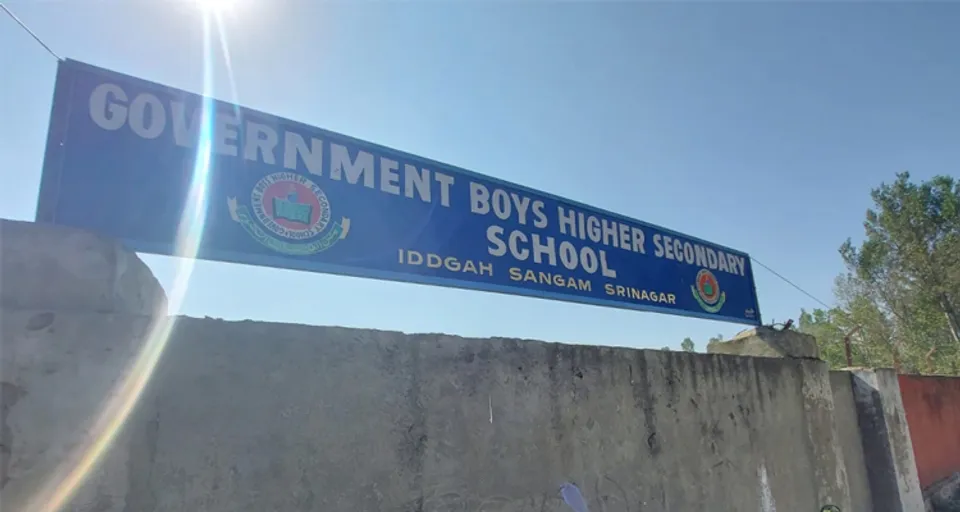 GOVERNMENT BOYS HIGHER SECONDARY
SCHOOL
IDDGAH SANGAM SRINAGAR